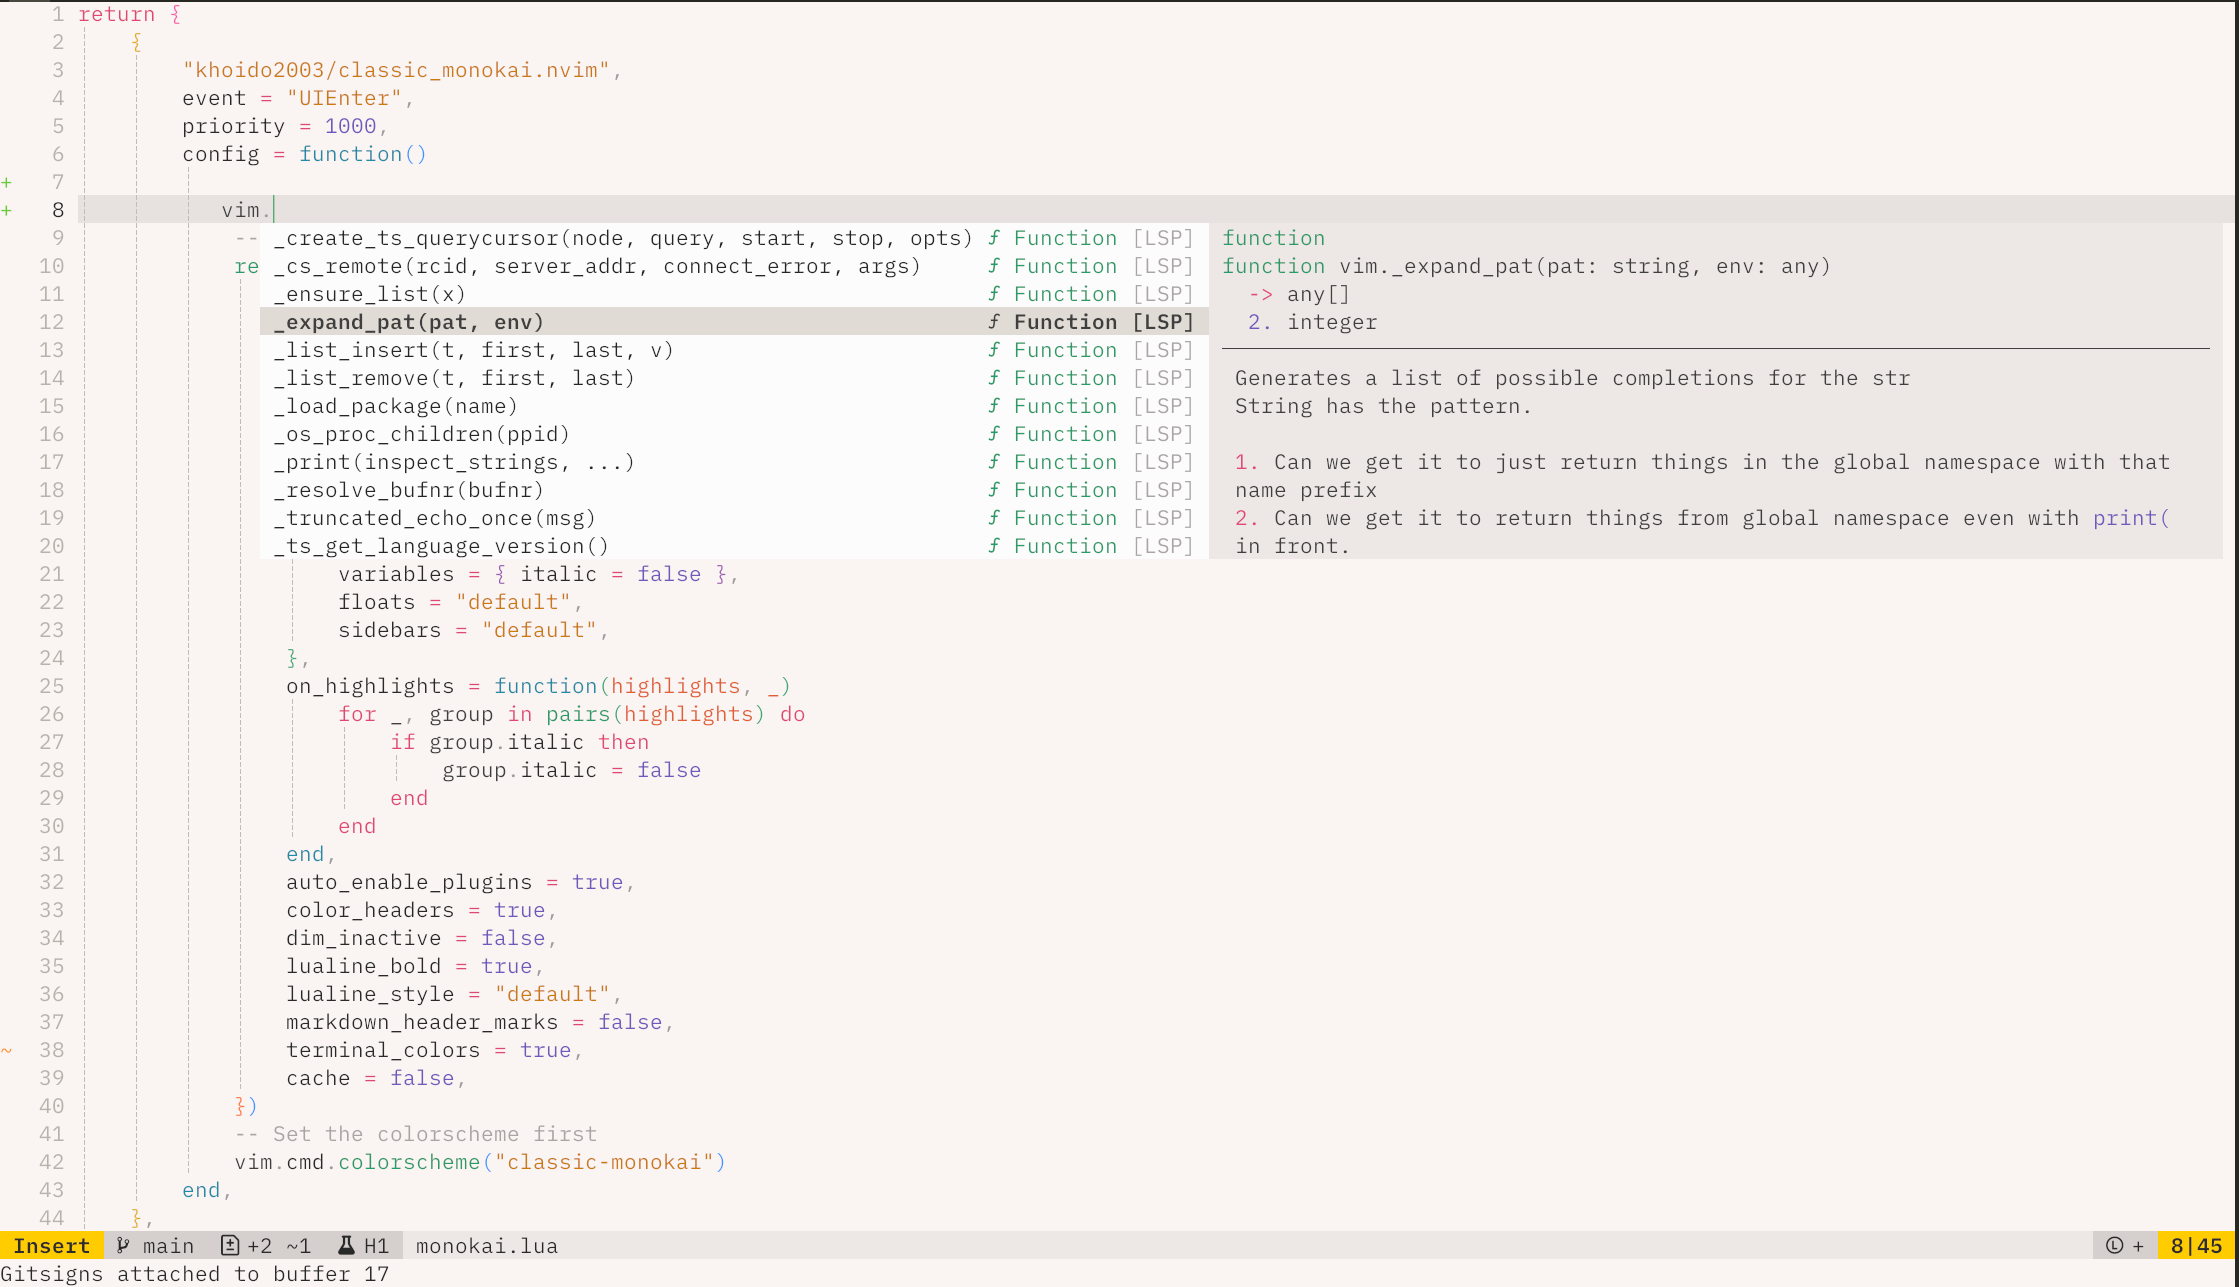 1 return {
2 {
3 "khoido2003/classic_monokai.nvim",
4 event = "UIEnter",
5 priority = 1000,
6 config = function()
+ 7
+ 8 vim.
9 -- _create_ts_querycursor(node, query, start, stop, opts) ƒ Function [LSP] function
10 re _cs_remote(rcid, server_addr, connect_error, args) ƒ Function [LSP] function vim._expand_pat(pat: string, env: any)
11 _ensure_list(x) ƒ Function [LSP] -> any[]
12 _expand_pat(pat, env) ƒ Function [LSP] 2. integer
13 _list_insert(t, first, last, v) ƒ Function [LSP]
14 _list_remove(t, first, last) ƒ Function [LSP] Generates a list of possible completions for the str
15 _load_package(name) ƒ Function [LSP] String has the pattern.
16 _os_proc_children(ppid) ƒ Function [LSP]
17 _print(inspect_strings, ...) ƒ Function [LSP] 1. Can we get it to just return things in the global namespace with that
18 _resolve_bufnr(bufnr) ƒ Function [LSP] name prefix
19 _truncated_echo_once(msg) ƒ Function [LSP] 2. Can we get it to return things from global namespace even with print(
20 _ts_get_language_version() ƒ Function [LSP] in front.
21 variables = { italic = false },
22 floats = "default",
23 sidebars = "default",
24 },
25 on_highlights = function(highlights, _)
26 for _, group in pairs(highlights) do
27 if group.italic then
28 group.italic = false
29 end
30 end
31 end,
32 auto_enable_plugins = true,
33 color_headers = true,
34 dim_inactive = false,
35 lualine_bold = true,
36 lualine_style = "default",
37 markdown_header_marks = false,
~ 38 terminal_colors = true,
39 cache = false,
40 })
41 -- Set the colorscheme first
42 vim.cmd.colorscheme("classic-monokai")
43 end,
44 },
Insert main +2 ~1 H1 monokai.lua Ⓛ + 8|45
Gitsigns attached to buffer 17